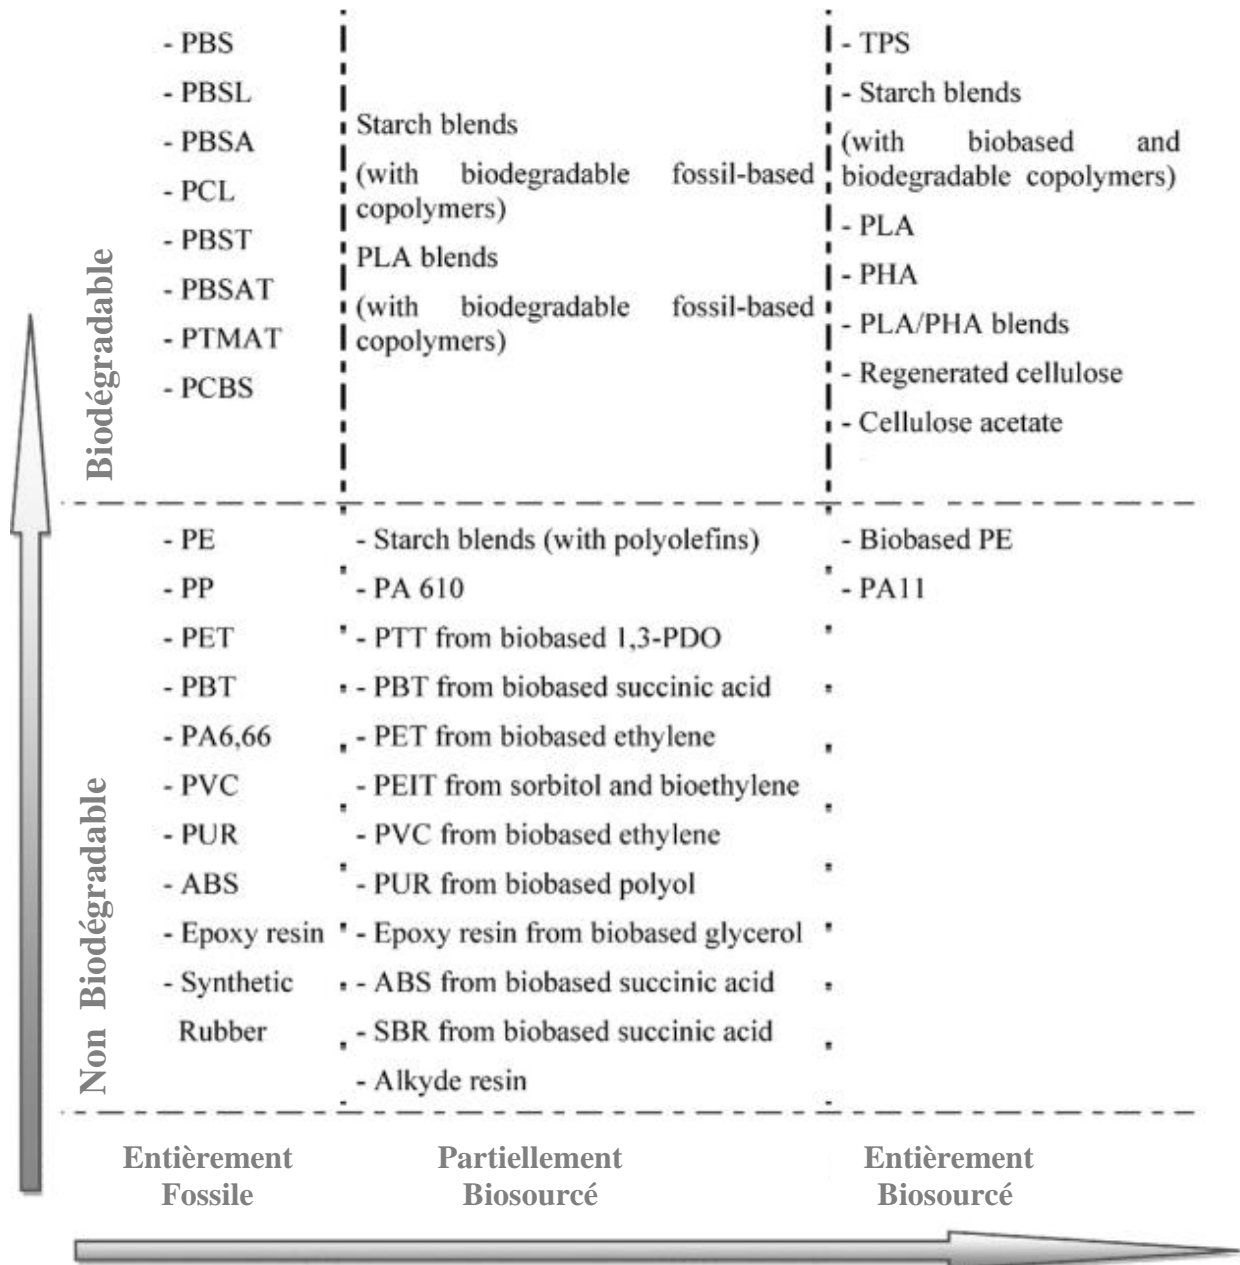 Biodégradable
- PBS
- PBSL
- PBSA
- PCL
- PBST
- PBSAT
- PTMAT
- PCBS
Starch blends
(with biodegradable fossil-based
copolymers)
PLA blends
(with biodegradable fossil-based
copolymers)
- TPS
- Starch blends
(with biobased and
biodegradable copolymers)
- PLA
- PHA
- PLA/PHA blends
- Regenerated cellulose
- Cellulose acetate
Non Biodégradable
- PE
- PP
- PET
- PBT
- PA6,66
- PVC
- PUR
- ABS
- Epoxy resin
- Synthetic
Rubber
- Starch blends (with polyolefins)
- PA 610
- PTT from biobased 1,3-PDO
- PBT from biobased succinic acid
- PET from biobased ethylene
- PEIT from sorbitol and bioethylene
- PVC from biobased ethylene
- PUR from biobased polyol
- Epoxy resin from biobased glycerol
- ABS from biobased succinic acid
- SBR from biobased succinic acid
- Alkyde resin
- Biobased PE
- PA11
Entièrement
Fossile
Partiellement
Biosourcé
Entièrement
Biosourcé